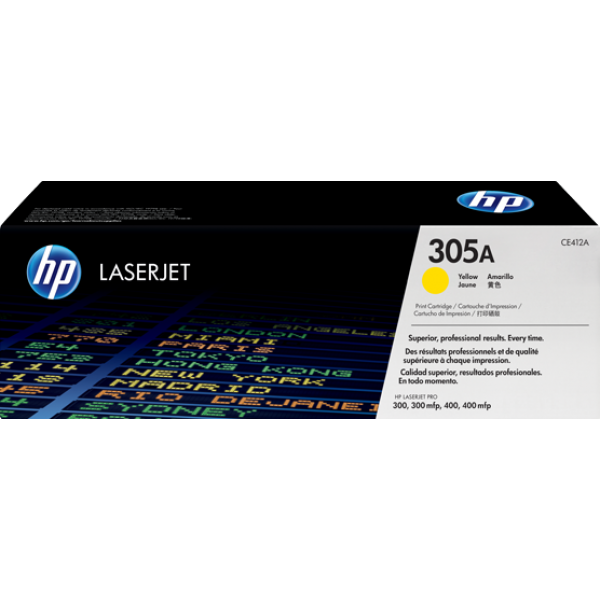 hp
hp
LASERJET
305A
CE412A
Yellow Amarillo
Jaune 黄色
Print Cartridge / Cartouche d'Impression /
Cartucho de Impresión / 打印硒鼓
Superior, professional results. Every time.
Des résultats professionnels et de qualité
supérieure à chaque impression.
Calidad superior, resultados profesionales.
En todo momento.
HP LASERJET PRO
300, 300 mfp, 400, 400 mfp
LOS ANGELES
LONDON
MIAMI
PARIS
TOKYO
HONG KONG
NEW YORK
MADRID
RIO DE JANEIRO
SYDNEY